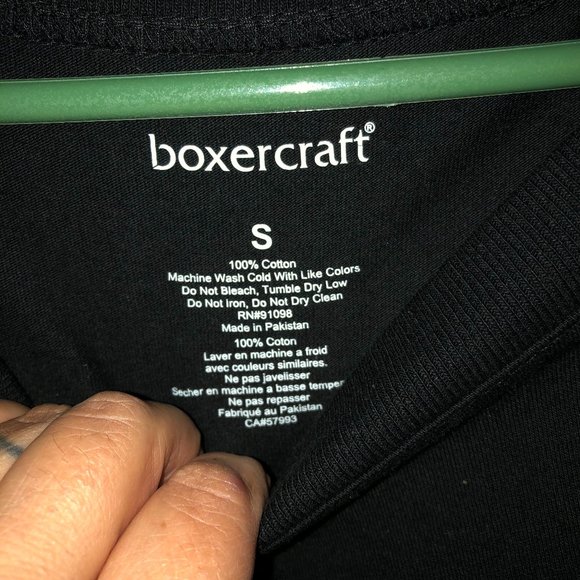 boxercraft®
S
100% Cotton
Machine Wash Cold With Like Colors
Do Not Bleach, Tumble Dry Low
Do Not Iron, Do Not Dry Clean
RN#91098
Made in Pakistan
100% Coton
Laver en machine a froid
avec couleurs similaires.
Ne pas javelisser
Secher en machine a basse temper
Ne pas repasser
Fabriqué au Pakistan
CA#57993